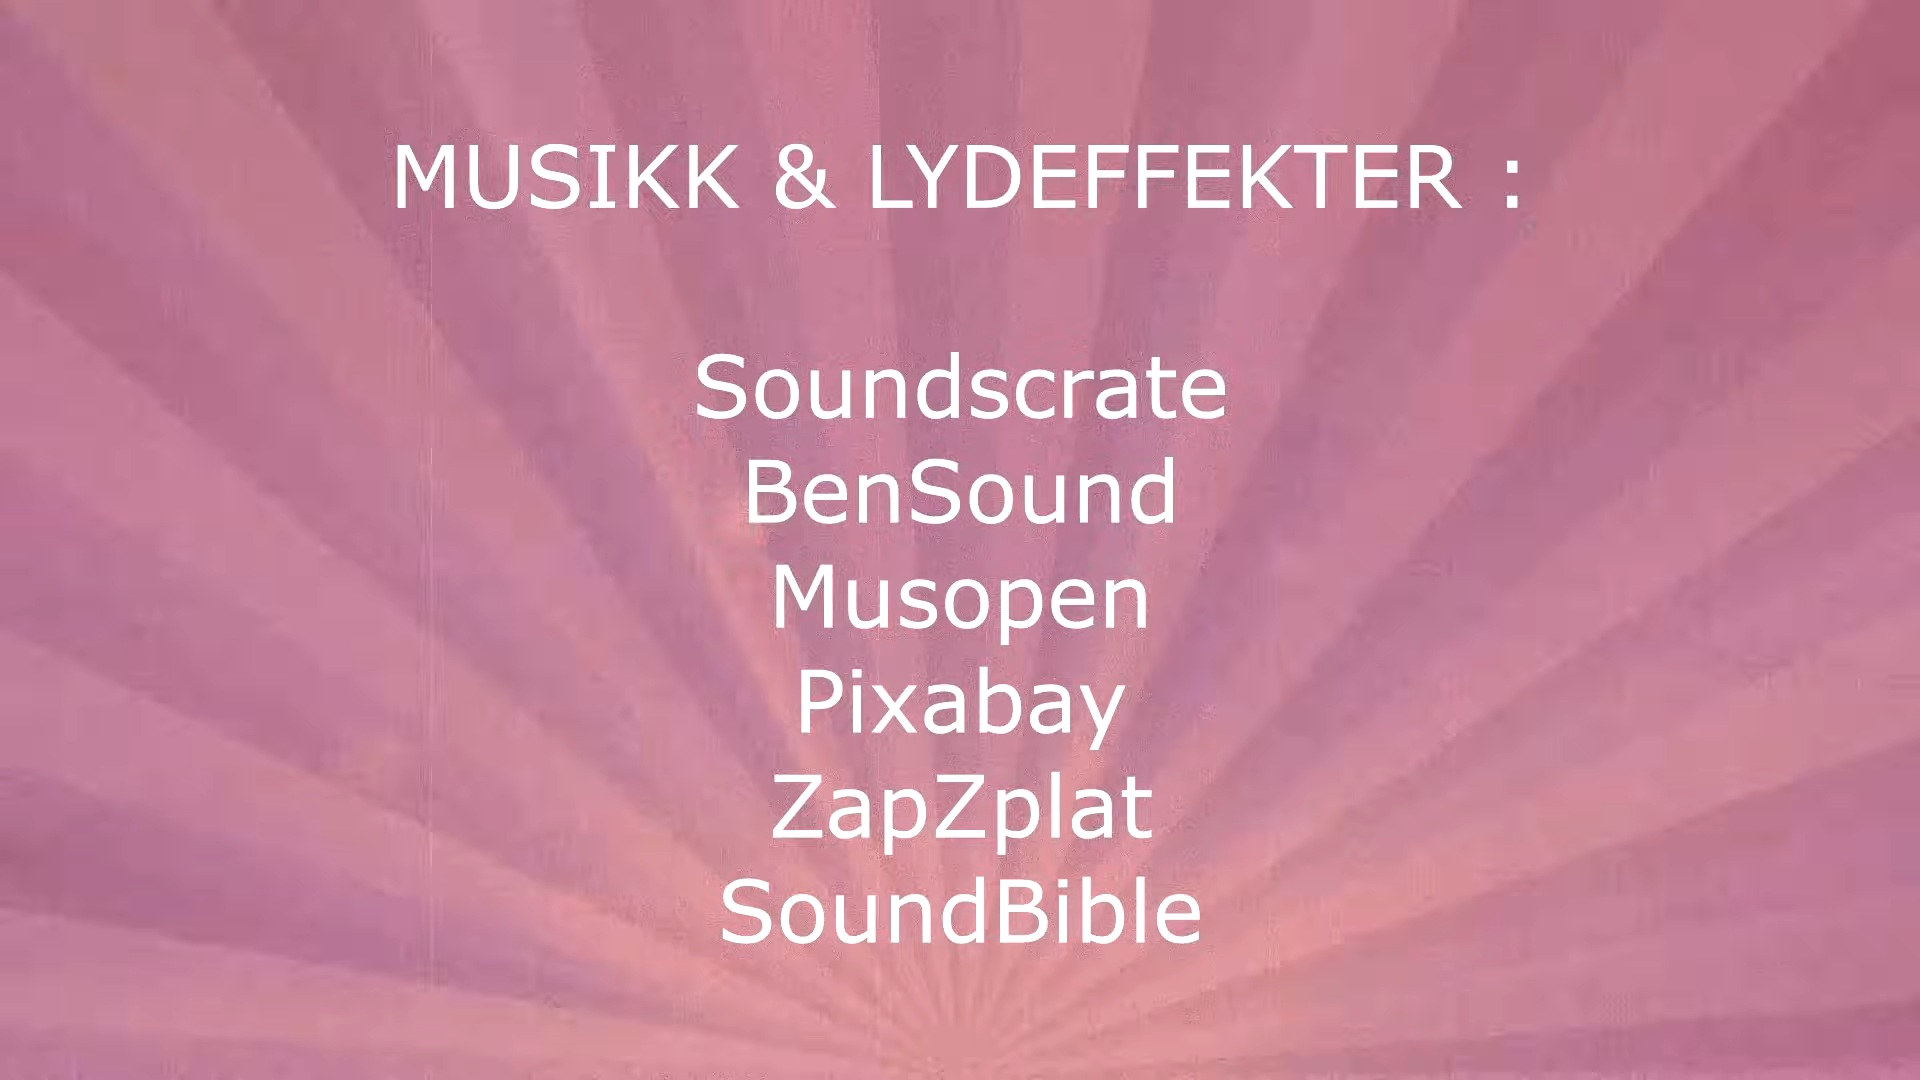 MUSIKK & LYDEFFEKTER :
Soundscrate
BenSound
Musopen
Pixabay
ZapZplat
SoundBible